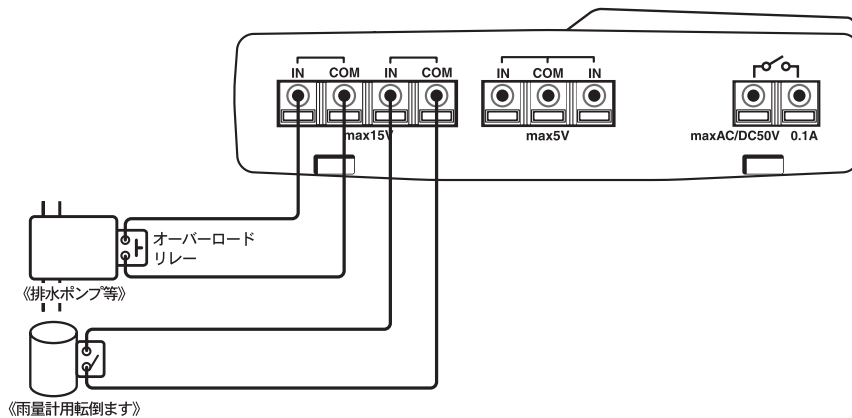 IN COM IN COM
IN COM IN
max15V
max5V
maxAC/DC50V 0.1A
オーバーロード
リレー
《排水ポンプ等》
《雨量計用転倒ます》